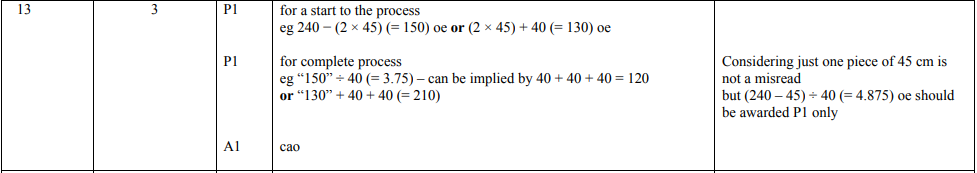 13 3 P1 for a start to the process
eg 240 – (2 × 45) (= 150) oe or (2 × 45) + 40 (= 130) oe
P1 for complete process Considering just one piece of 45 cm is
eg “150” ÷ 40 (= 3.75) – can be implied by 40 + 40 + 40 = 120 not a misread
or “130” + 40 + 40 (= 210) but (240 – 45) ÷ 40 (= 4.875) oe should
be awarded P1 only
A1 cao